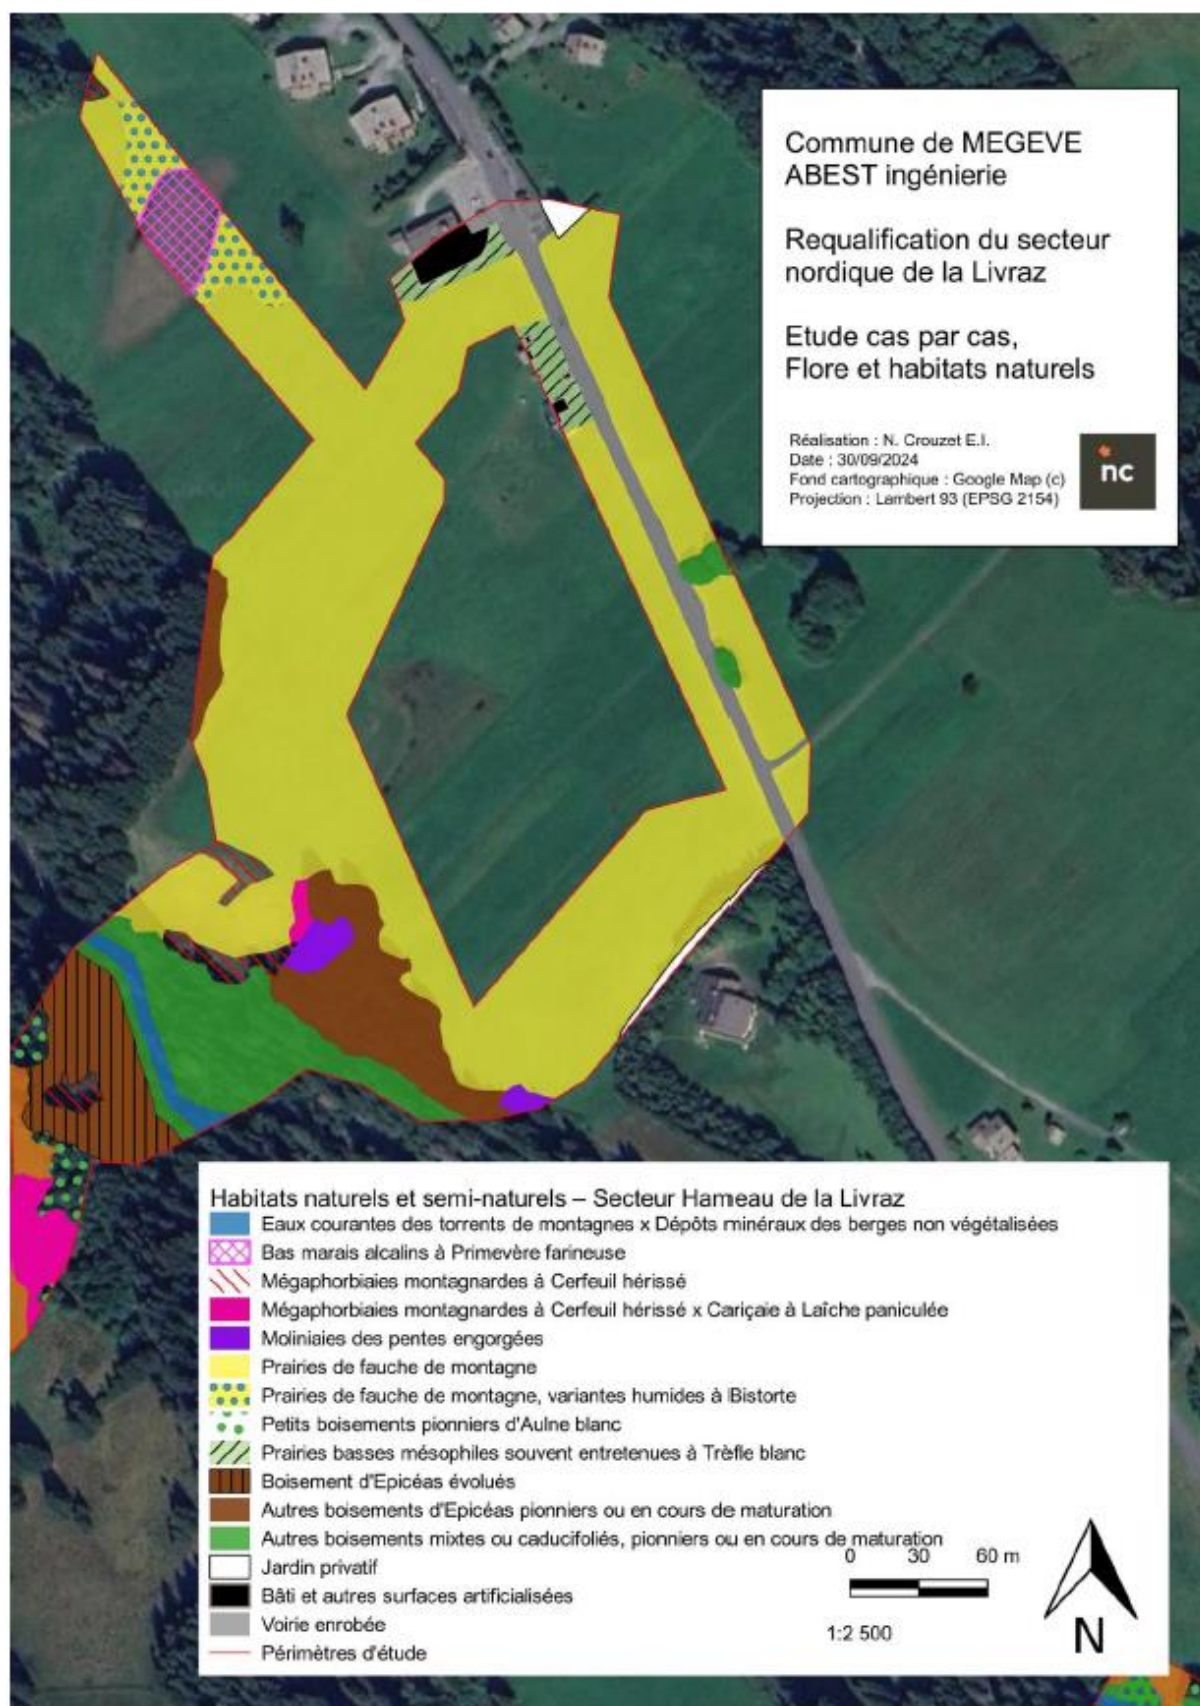 Commune de MEGEVE
ABEST ingénierie
Requalification du secteur
nordique de la Livraz
Etude cas par cas,
Flore et habitats naturels
Réalisation : N. Crouzet E.I.
Date : 30/09/2024
Fond cartographique : Google Map (c)
Projection : Lambert 93 (EPSG 2154)
nc
Habitats naturels et semi-naturels – Secteur Hameau de la Livraz
Eaux courantes des torrents de montagnes x Dépôts minéraux des berges non végétalisées
Bas marais alcalins à Primevère farineuse
Mégaphorbiaies montagnardes à Cerfeuil hérissé
Mégaphorbiaies montagnardes à Cerfeuil hérissé x Cariçaie à Laîche paniculée
Moliniaies des pentes engorgées
Prairies de fauche de montagne
Prairies de fauche de montagne, variantes humides à Bistorte
Petits boisements pionniers d'Aulne blanc
Prairies basses mésophiles souvent entretenues à Trèfle blanc
Boisement d'Epicéas évolués
Autres boisements d'Epicéas pionniers ou en cours de maturation
Autres boisements mixtes ou caducifoliés, pionniers ou en cours de maturation
Jardin privatif
Bâti et autres surfaces artificialisées
Voirie enrobée
Périmètres d'étude
0 30 60 m
1:2 500
N